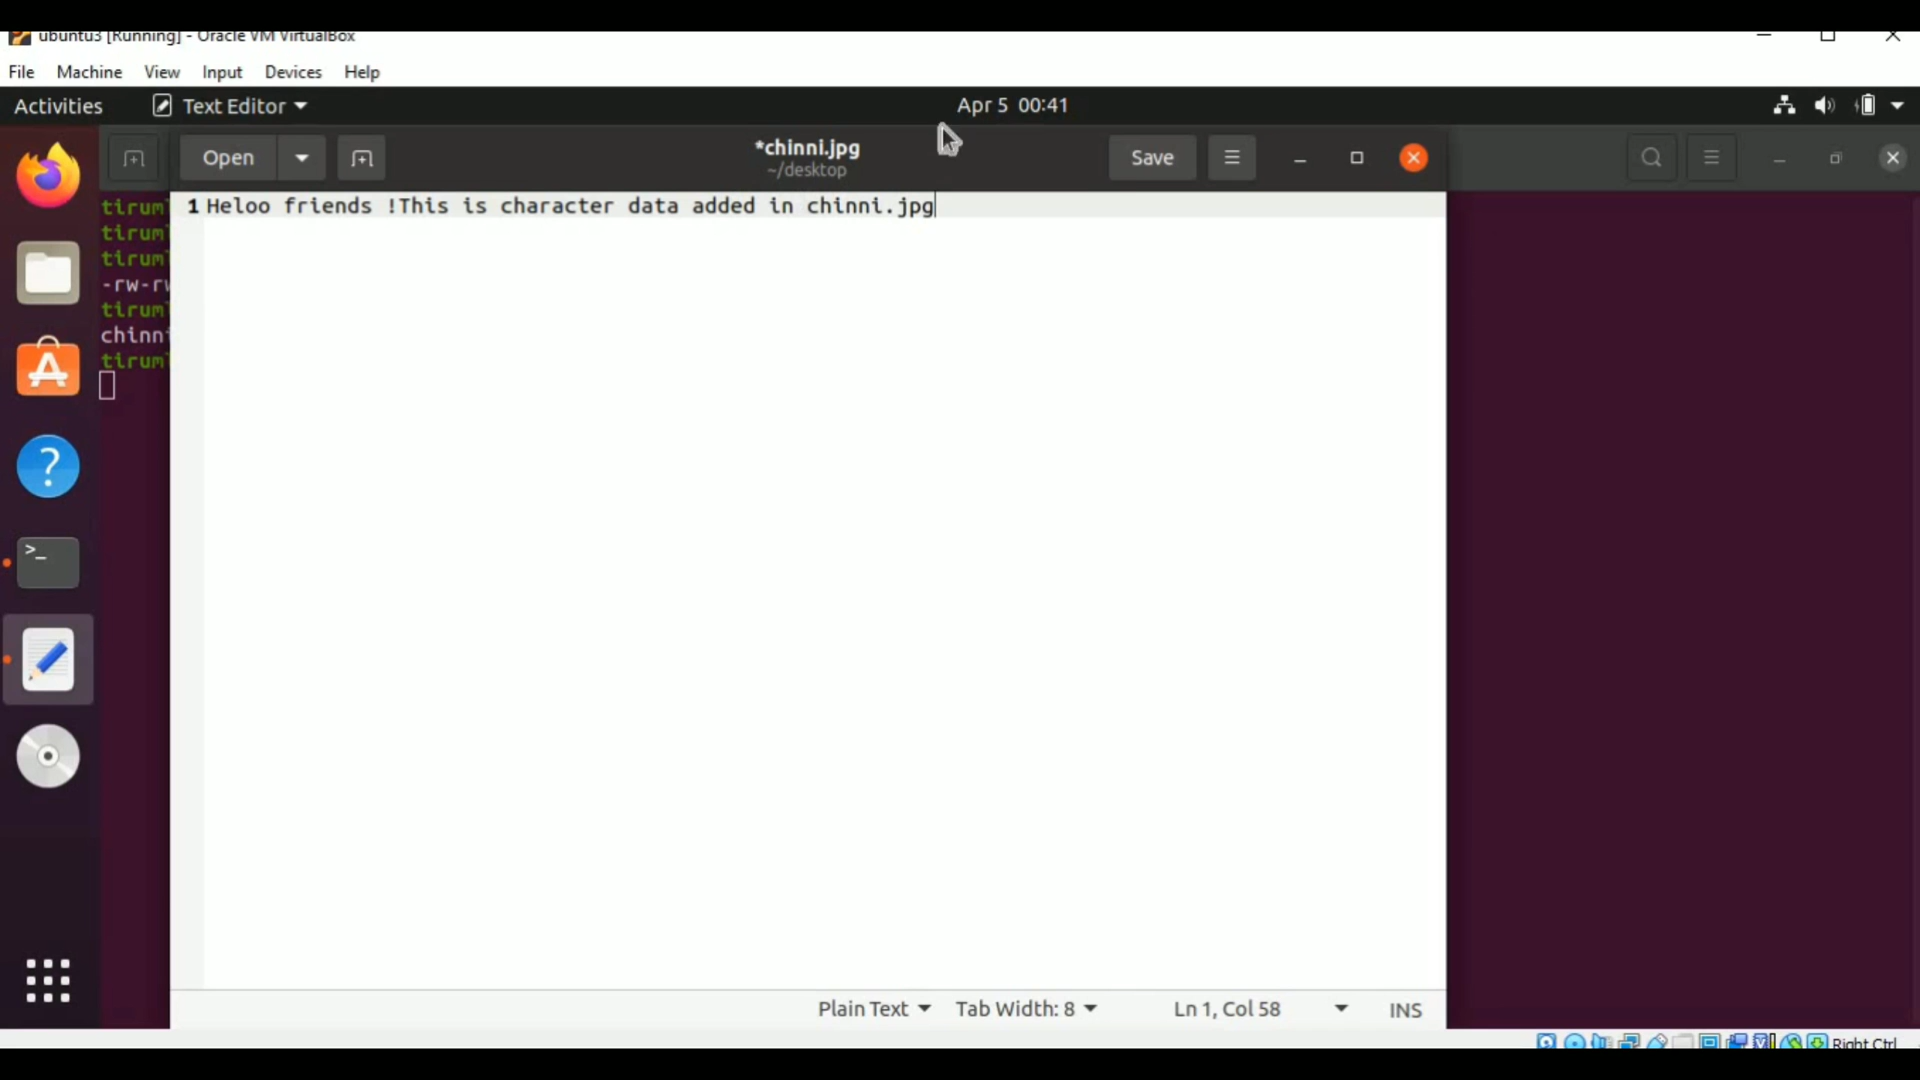 ubuntu3 [Running] - Oracle VM VirtualBox
File Machine View Input Devices Help
Activities Text Editor Apr 5 00:41
Open *chinni.jpg Save
~/desktop
1 Heloo friends !This is character data added in chinni.jpg
tirum
tirum
tirum
-rw-rw
tirum
chinni
tirum
Plain Text Tab Width: 8 Ln 1, Col 58 INS
Right Ctrl